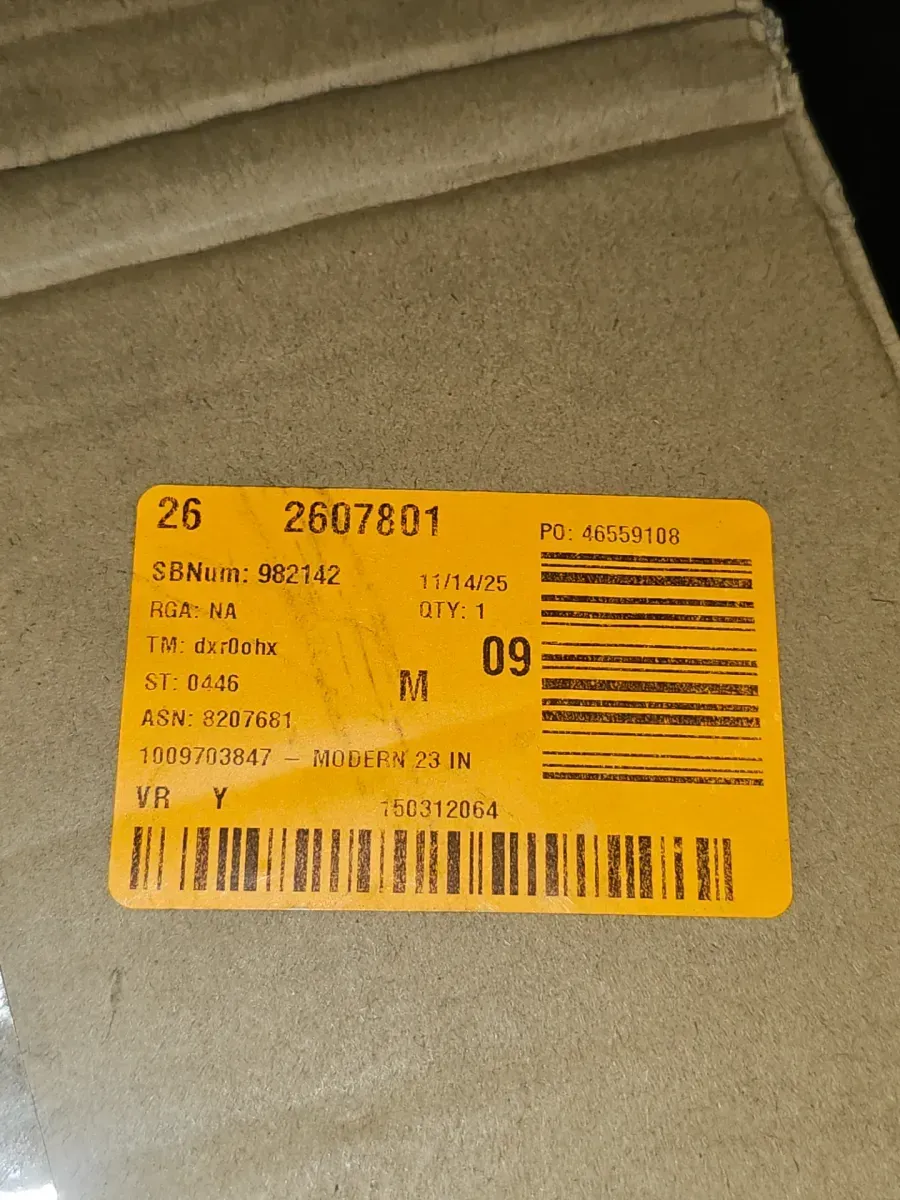 26 2607801
PO: 46559108
SBNum: 982142 11/14/25
RGA: NA QTY: 1
TM: dxr0ohx 09
ST: 0446 M
ASN: 8207681
1009703847 – MODERN 23 IN
VR Y 150312064